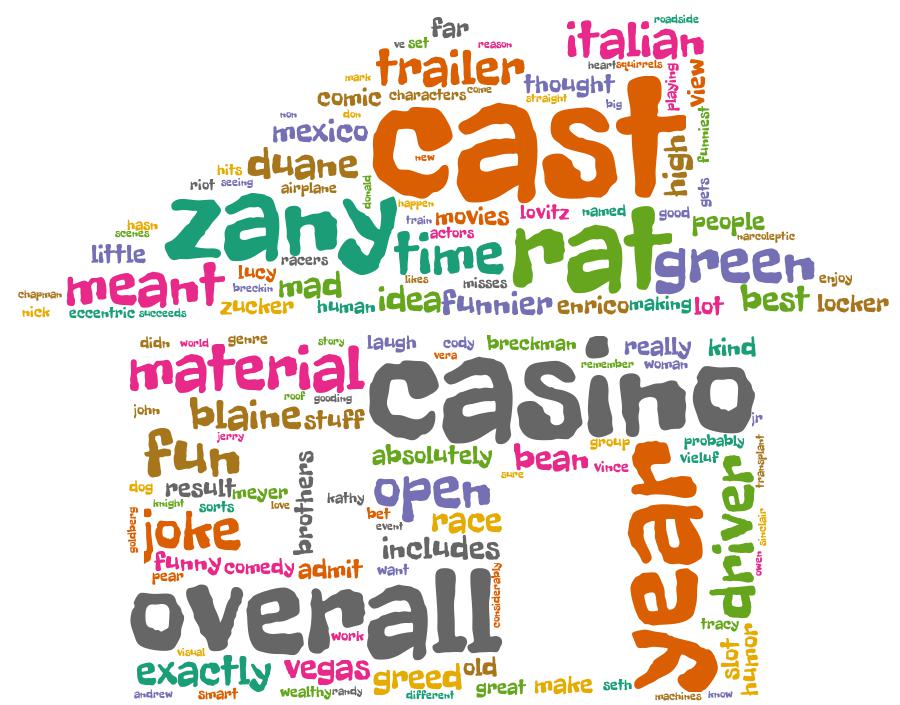 roadside
far
italian
ve set reason
heart squirrels
trailer
mark
thought
view
playing
comic characters come
straight
big
non don
mexico
cast
high
funniest
new
hits duane
riot seeing airplane
donald
gets
zany
happen
train movies lovitz named good people
hasn
scenes
actors
narcoleptic
little
time rat green
racers
meant lucy
breckin
mad
likes misses
enjoy
chapman
nick eccentric succeeds zucker human idea funnier enrico making lot best locker
didn world genre story laugh cody breckman really kind
vera
remember woman
material
casino
roof gooding
john blaine stuff
jr
jerry
fun
absolutely bean group probably
sure vince vieluf
transplant
dog result meyer brothers kathy open
knight sorts love
bet
event race
year
driver
sinclair
goldberg
joke
includes
funny comedy admit want
pear
owen
considerably
overall
work
tracy
visual
slot
humor
exactly vegas greed old
andrew smart wealthy randy different great make seth machines know